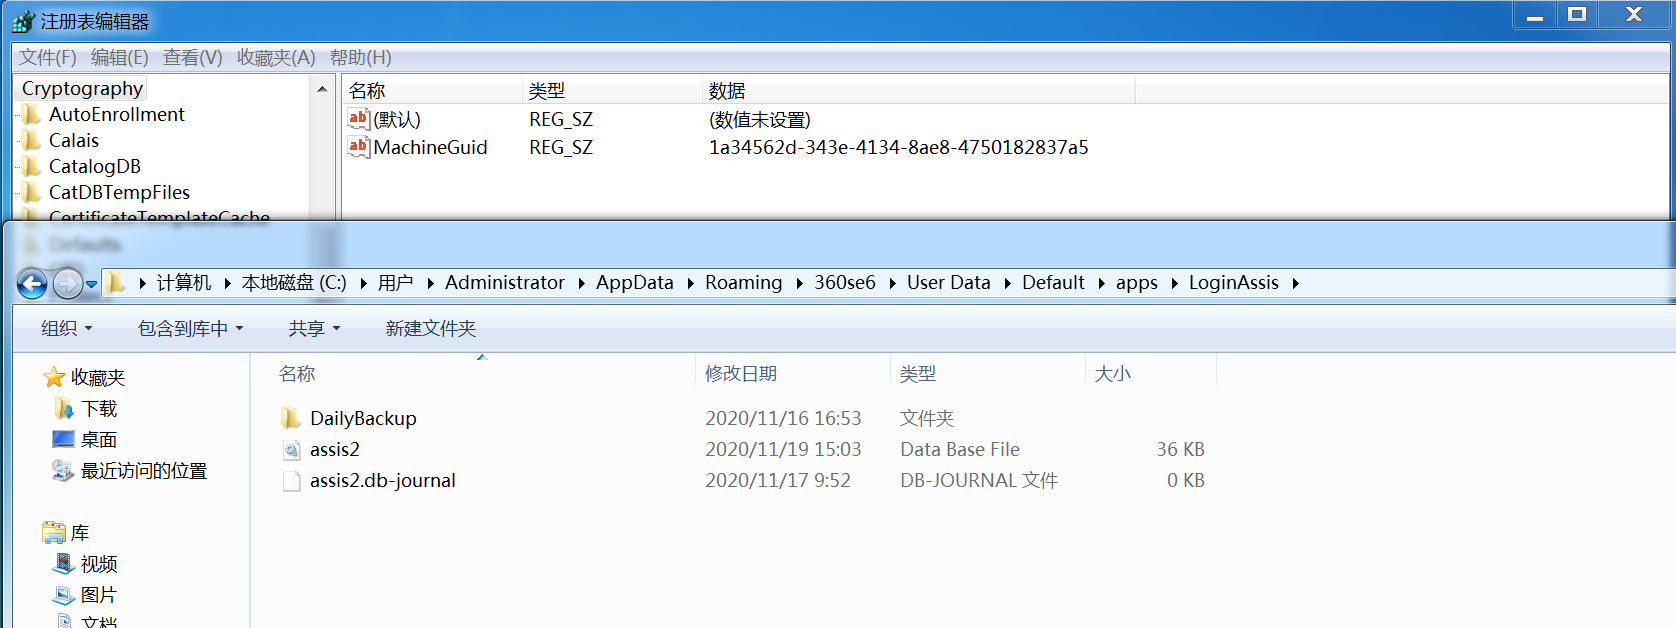 注册表编辑器
文件(F) 编辑(E) 查看(V) 收藏夹(A) 帮助(H)
Cryptography
AutoEnrollment
Calais
CatalogDB
CatDBTempFiles
CertificateTemplateCache
Defaults
名称 类型 数据
(默认) REG_SZ (数值未设置)
MachineGuid REG_SZ 1a34562d-343e-4134-8ae8-4750182837a5
计算机 本地磁盘 (C:) 用户 Administrator AppData Roaming 360se6 User Data Default apps LoginAssis
组织 包含到库中 共享 新建文件夹
收藏夹
下载
桌面
最近访问的位置
库
视频
图片
文档
名称 修改日期 类型 大小
DailyBackup 2020/11/16 16:53 文件夹
assis2 2020/11/19 15:03 Data Base File 36 KB
assis2.db-journal 2020/11/17 9:52 DB-JOURNAL 文件 0 KB